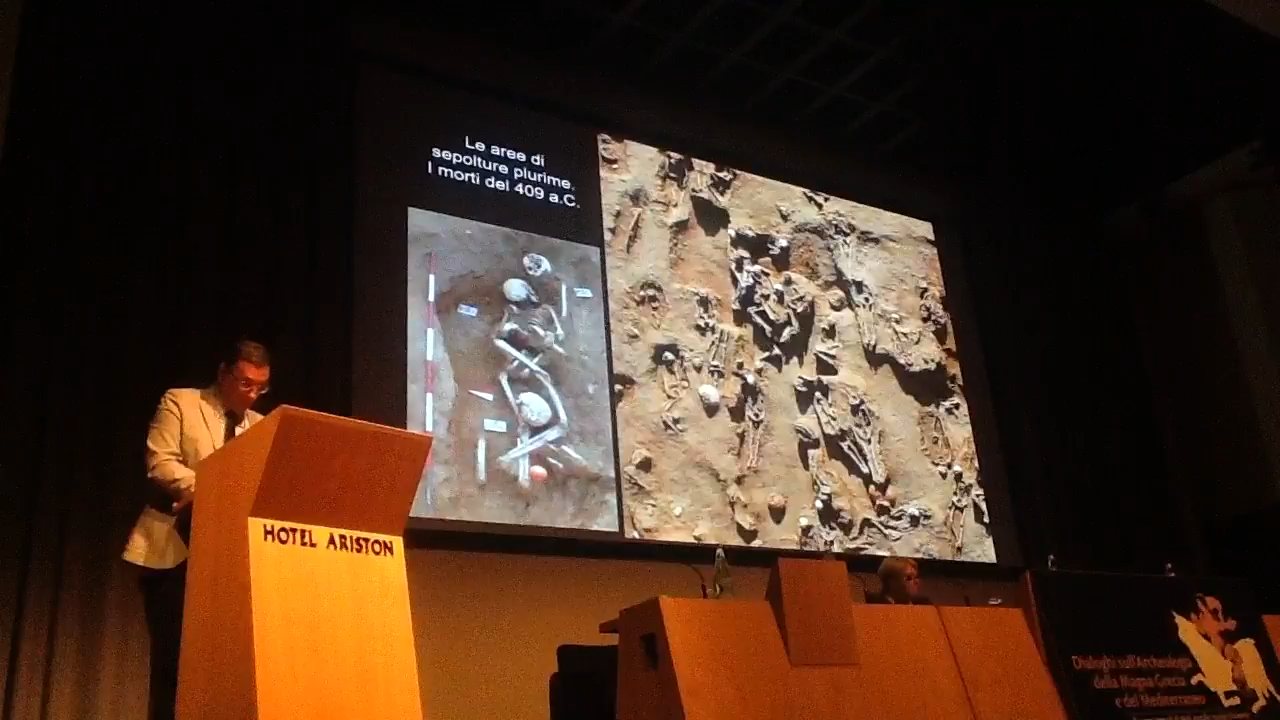 Le aree di
sepolture plurime.
I morti del 409 a.C.
HOTEL ARISTON
Dialoghi sull'Archeologia
della Magna Grecia
e del Mediterraneo